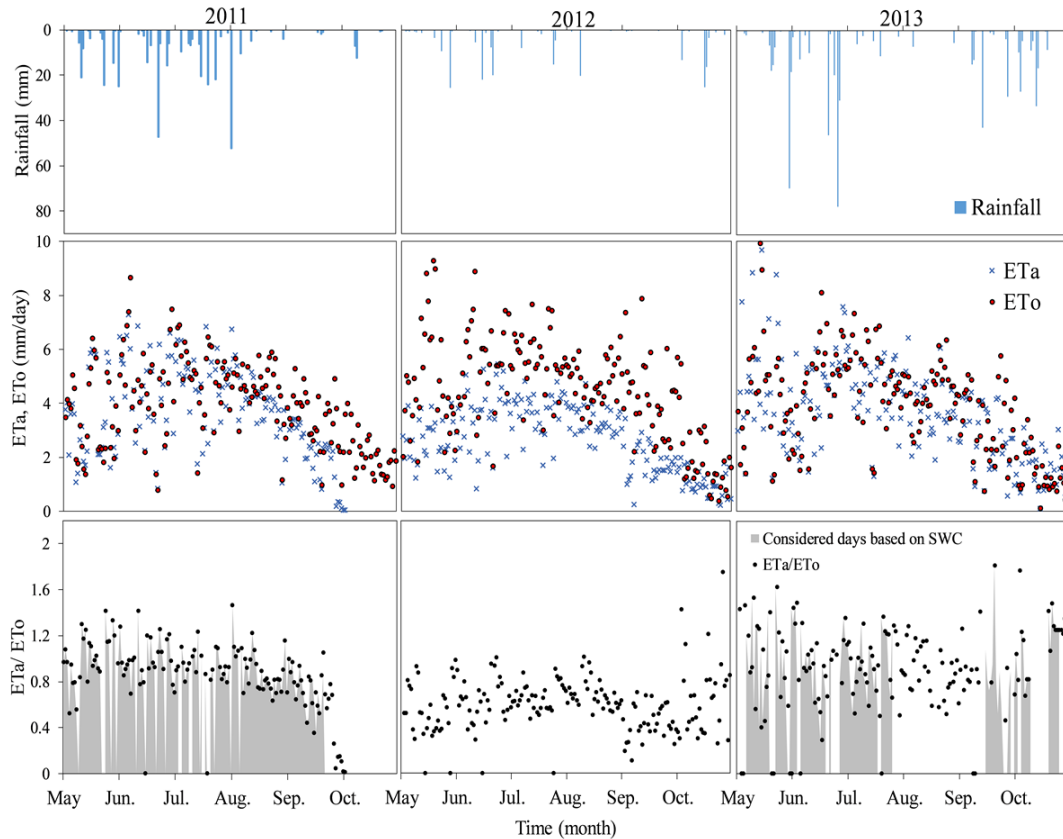 2011
2012
2013
Rainfall (mm)
0
20
40
60
80
Rainfall
ETa, ETo (mm/day)
10
8
6
4
2
0
ETa
ETo
ETa/ ETo
2
1.6
1.2
0.8
0.4
0
Considered days based on SWC
ETa/ETo
May Jun. Jul. Aug. Sep. Oct. May Jun. Jul. Aug. Sep. Oct. May Jun. Jul. Aug. Sep. Oct.
Time (month)